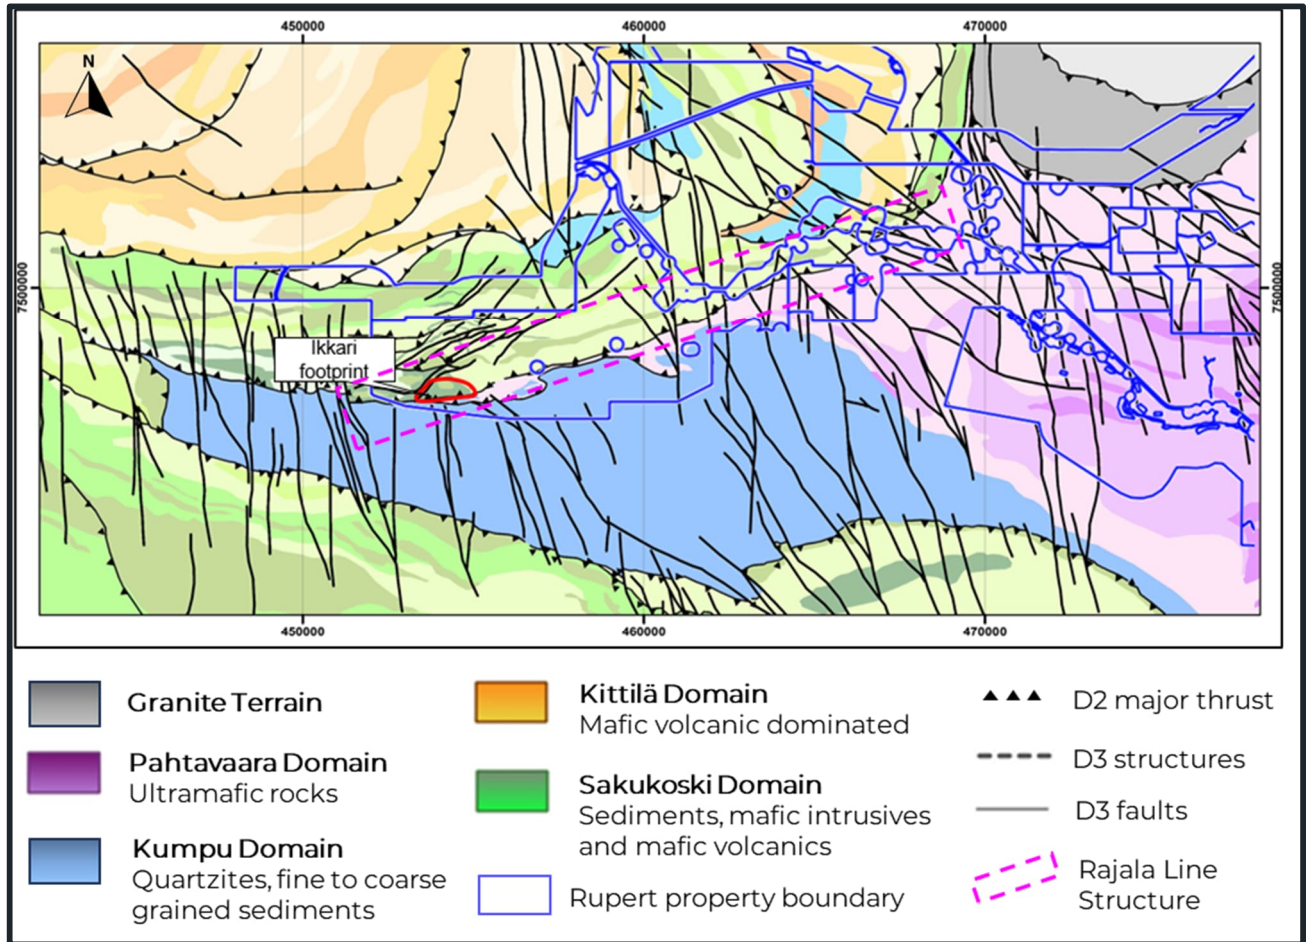 450000
460000
470000
N
7500000
7500000
Ikkari
footprint
450000
460000
470000
Granite Terrain
Pahtavaara Domain
Ultramafic rocks
Kumpu Domain
Quartzites, fine to coarse
grained sediments
Kittilä Domain
Mafic volcanic dominated
Sakukoski Domain
Sediments, mafic intrusives
and mafic volcanics
Rupert property boundary
D2 major thrust
D3 structures
D3 faults
Rajala Line
Structure